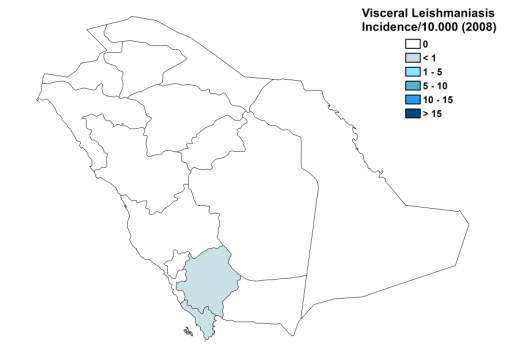 Visceral Leishmaniasis
Incidence/10.000 (2008)
0
< 1
1 - 5
5 - 10
10 - 15
> 15